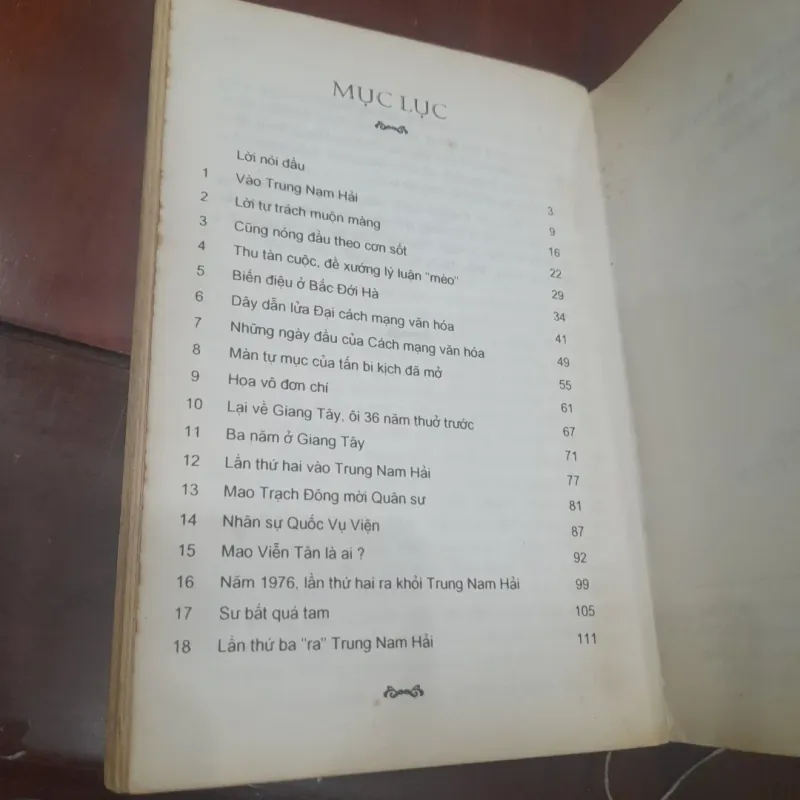 MỤC LỤC
Lời nói đầu 3
1 Vào Trung Nam Hải 9
2 Lời tự trách muộn màng 16
3 Cũng nóng đầu theo cơn sốt 22
4 Thu tàn cuộc, đề xướng lý luận "mèo" 29
5 Biến điệu ở Bắc Đới Hà 34
6 Dây dẫn lửa Đại cách mạng văn hóa 41
7 Những ngày đầu của Cách mạng văn hóa 49
8 Màn tự mục của tấn bi kịch đã mở 55
9 Họa vô đơn chí 61
10 Lại về Giang Tây, ôi 36 năm thuở trước 67
11 Ba năm ở Giang Tây 71
12 Lần thứ hai vào Trung Nam Hải 77
13 Mao Trạch Đông mời Quân sư 81
14 Nhân sự Quốc Vụ Viện 87
15 Mao Viễn Tân là ai ? 92
16 Năm 1976, lần thứ hai ra khỏi Trung Nam Hải 99
17 Sự bất quá tam 105
18 Lần thứ ba "ra" Trung Nam Hải 111